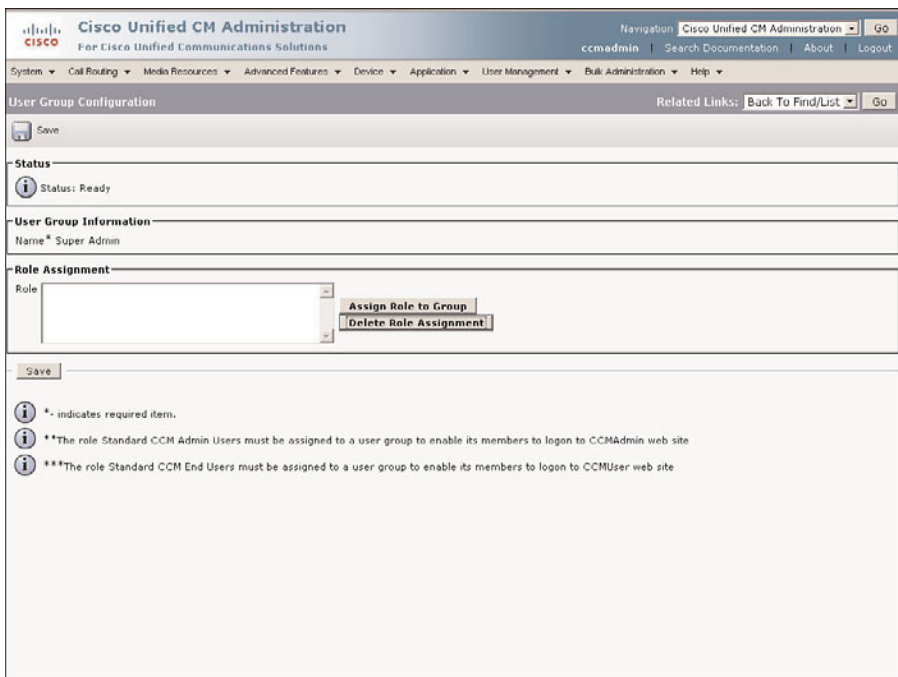 CISCO
Cisco Unified CM Administration
For Cisco Unified Communications Solutions
Navigation Cisco Unified CM Administration Go
ccmadmin | Search Documentation | About | Logout
System Call Routing Media Resources Advanced Features Device Application User Management Bulk Administration Help
User Group Configuration
Related Links: Back To Find/List Go
Save
Status
Status: Ready
User Group Information
Name* Super Admin
Role Assignment
Role
Assign Role to Group
Delete Role Assignment
Save
*- indicates required item.
**The role Standard CCM Admin Users must be assigned to a user group to enable its members to logon to CCMAdmin web site
***The role Standard CCM End Users must be assigned to a user group to enable its members to logon to CCMUser web site